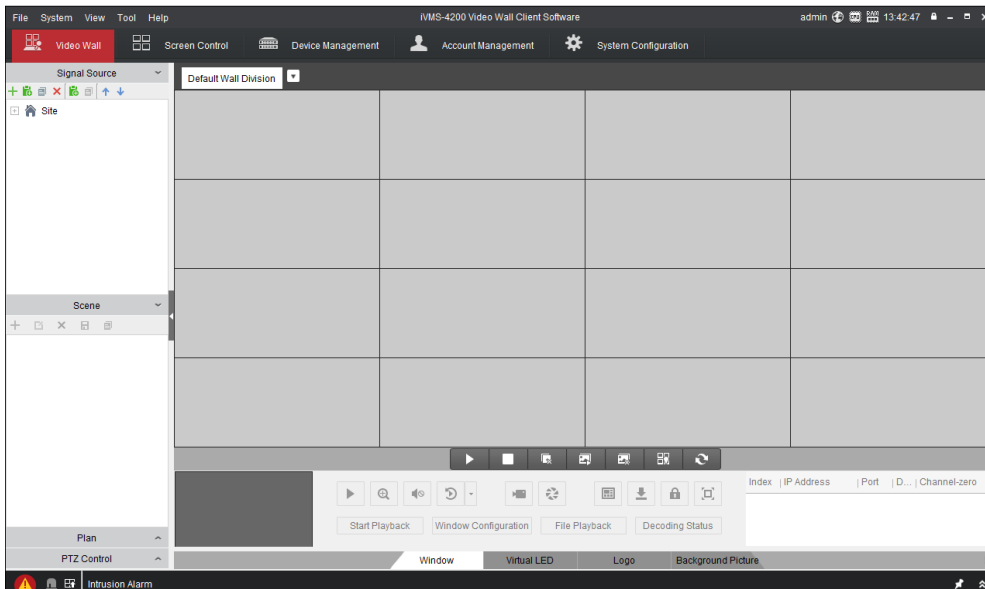 File System View Tool Help iVMS-4200 Video Wall Client Software admin 13:42:47
Video Wall Screen Control Device Management Account Management System Configuration
Signal Source
Default Wall Division
Site
Scene
Index IP Address Port D... Channel-zero
Start Playback Window Configuration File Playback Decoding Status
Plan
PTZ Control
Window Virtual LED Logo Background Picture
Intrusion Alarm